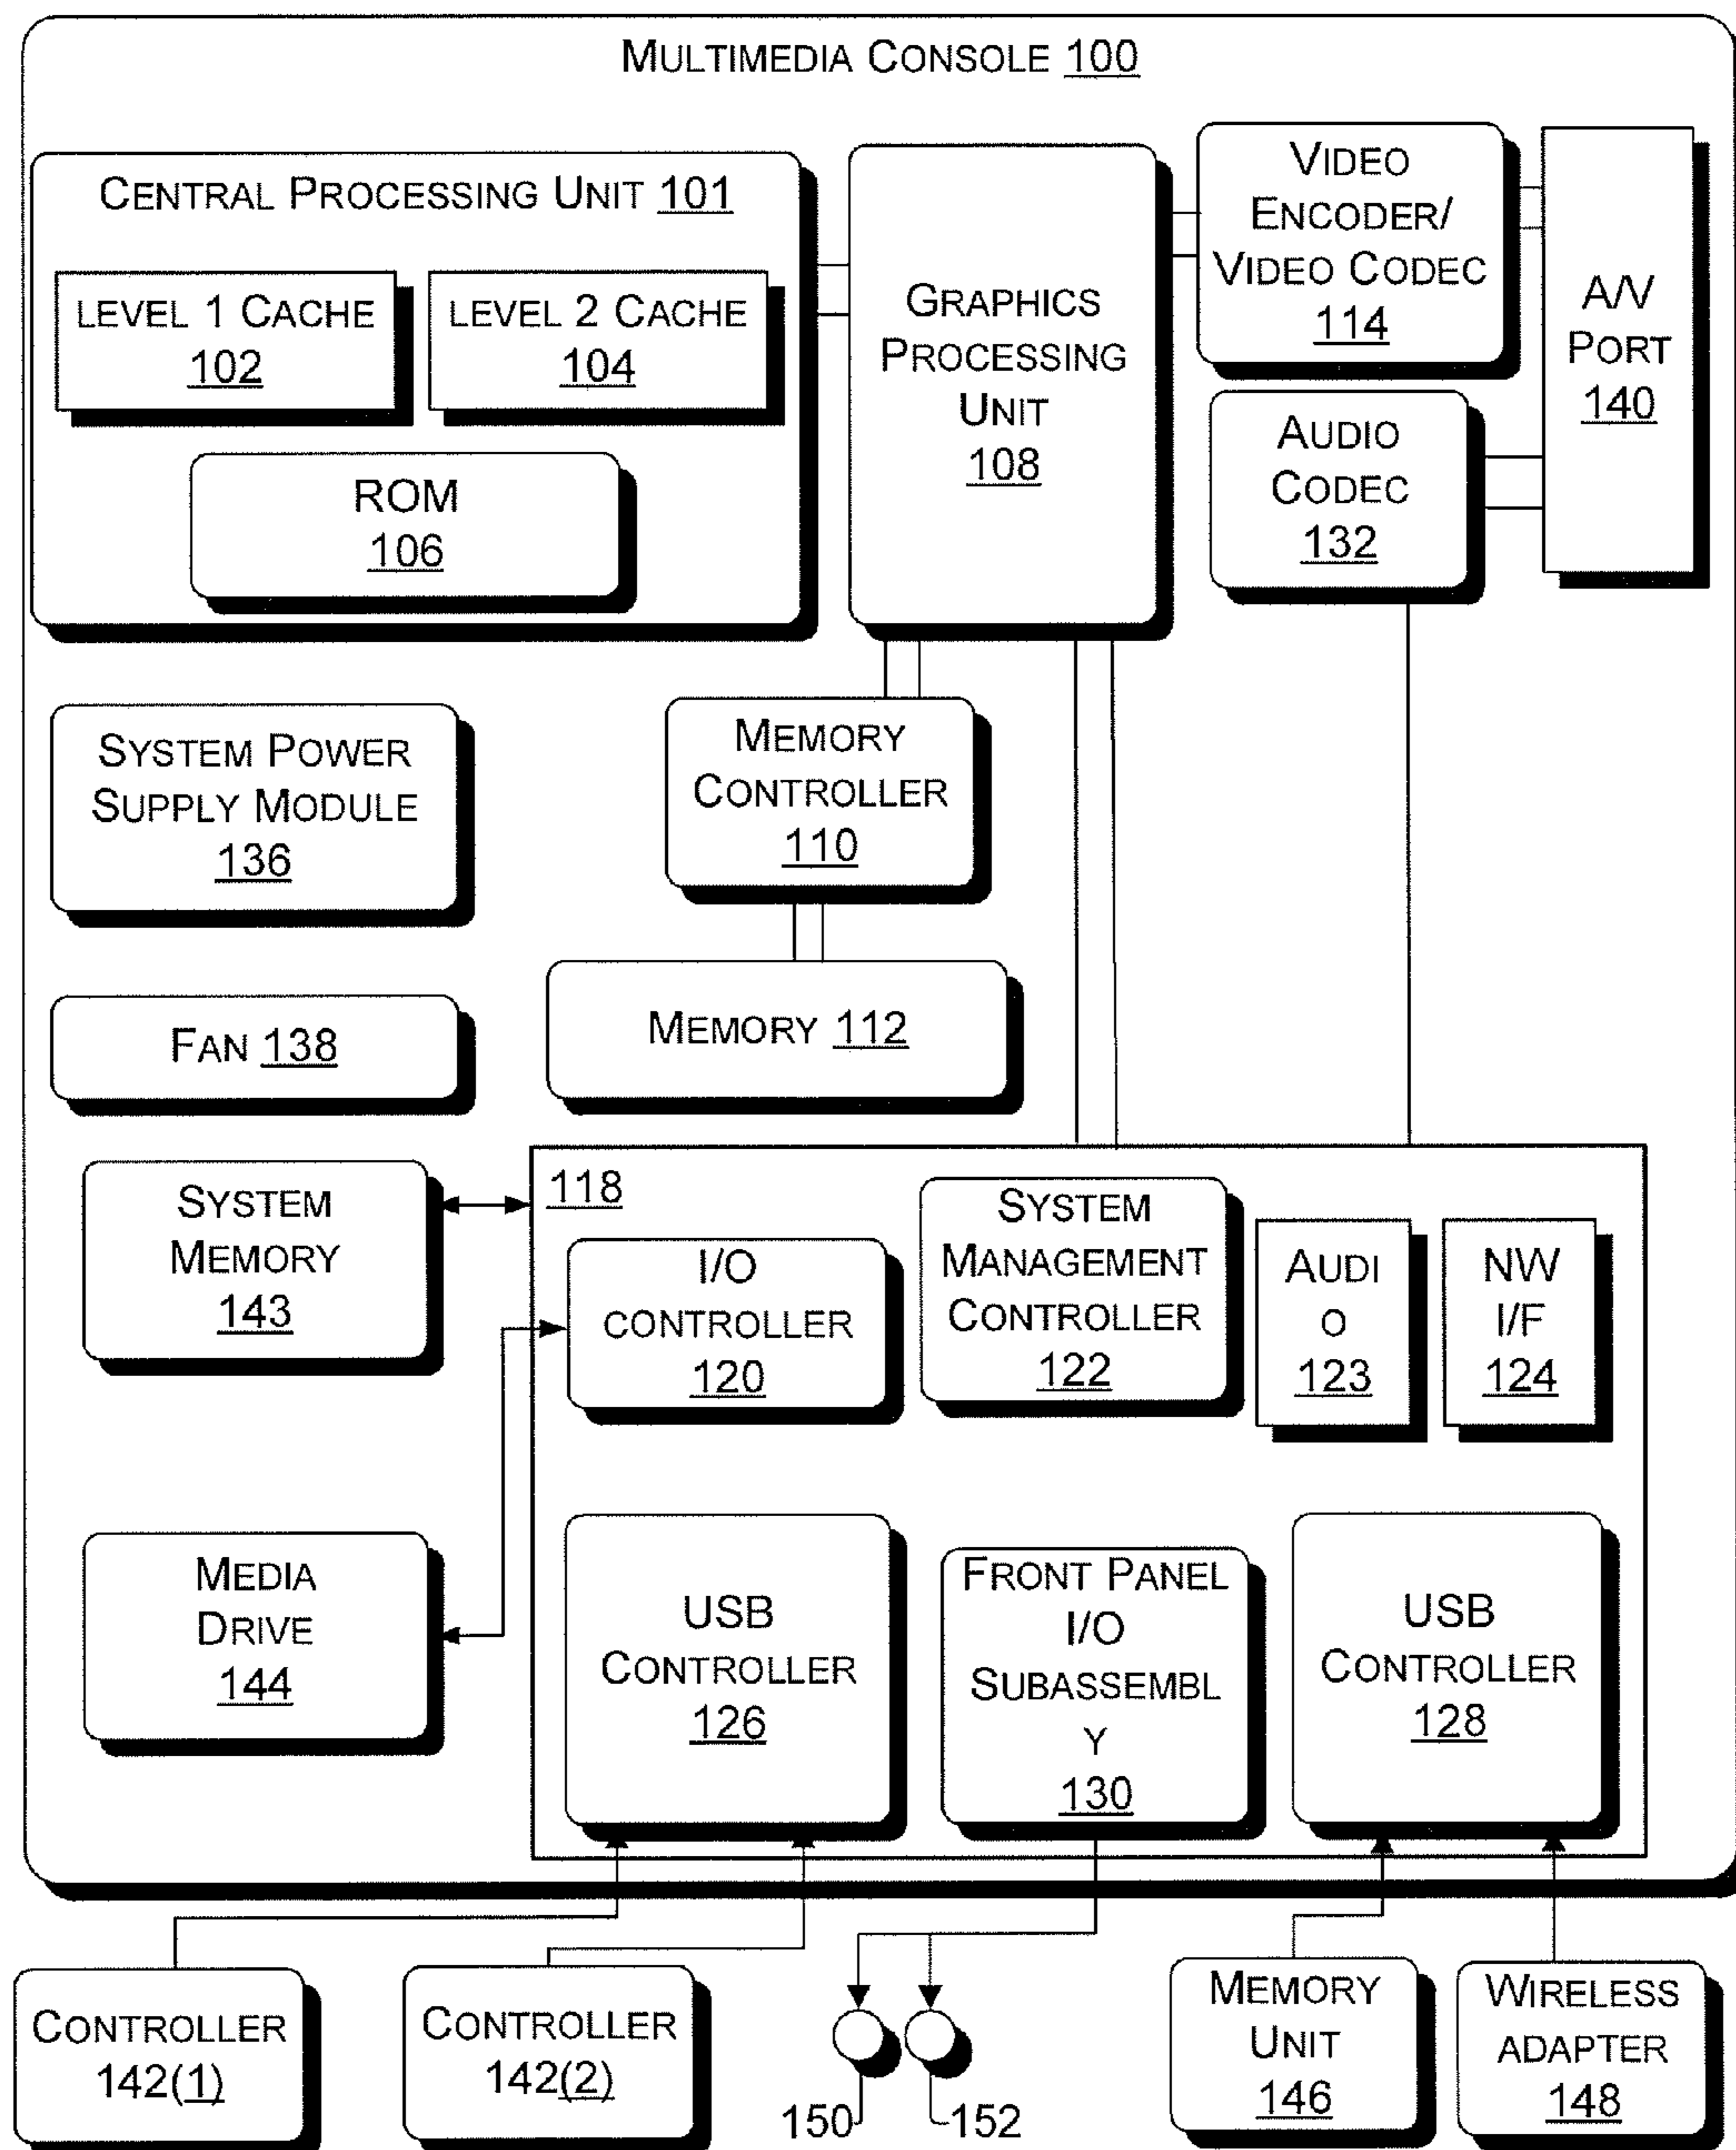 MULTIMEDIA CONSOLE 100
CENTRAL PROCESSING UNIT 101
LEVEL 1 CACHE
102
LEVEL 2 CACHE
104
ROM
106
GRAPHICS
PROCESSING
UNIT
108
VIDEO
ENCODER/
VIDEO CODEC
114
A/V
PORT
140
AUDIO
CODEC
132
SYSTEM POWER
SUPPLY MODULE
136
MEMORY
CONTROLLER
110
FAN 138
MEMORY 112
SYSTEM
MEMORY
143
118
I/O
CONTROLLER
120
SYSTEM
MANAGEMENT
CONTROLLER
122
AUDI
O
123
NW
I/F
124
MEDIA
DRIVE
144
USB
CONTROLLER
126
FRONT PANEL
I/O
SUBASSEMBL
Y
130
USB
CONTROLLER
128
CONTROLLER
142(1)
CONTROLLER
142(2)
150
152
MEMORY
UNIT
146
WIRELESS
ADAPTER
148